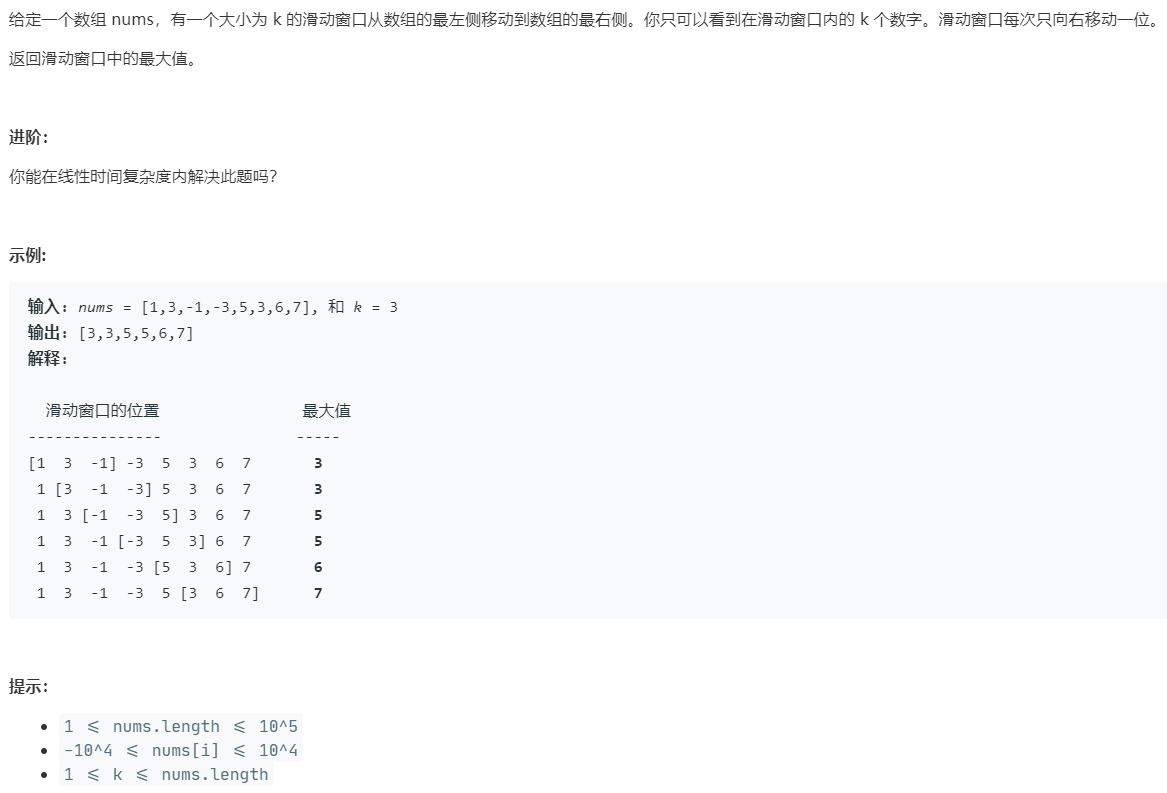 给定一个数组 nums，有一个大小为 k 的滑动窗口从数组的最左侧移动到数组的最右侧。你只可以看到在滑动窗口内的 k 个数字。滑动窗口每次只向右移动一位。
返回滑动窗口中的最大值。
进阶：
你能在线性时间复杂度内解决此题吗？
示例:
输入: nums = [1,3,-1,-3,5,3,6,7], 和 k = 3
输出: [3,3,5,5,6,7]
解释:
滑动窗口的位置                最大值
---------------               -----
[1  3  -1] -3  5  3  6  7       3
 1 [3  -1  -3] 5  3  6  7       3
 1  3 [-1  -3  5] 3  6  7       5
 1  3  -1 [-3  5  3] 6  7       5
 1  3  -1  -3 [5  3  6] 7       6
 1  3  -1  -3  5 [3  6  7]      7
提示：
• 1 <= nums.length <= 10^5
• -10^4 <= nums[i] <= 10^4
• 1 <= k <= nums.length